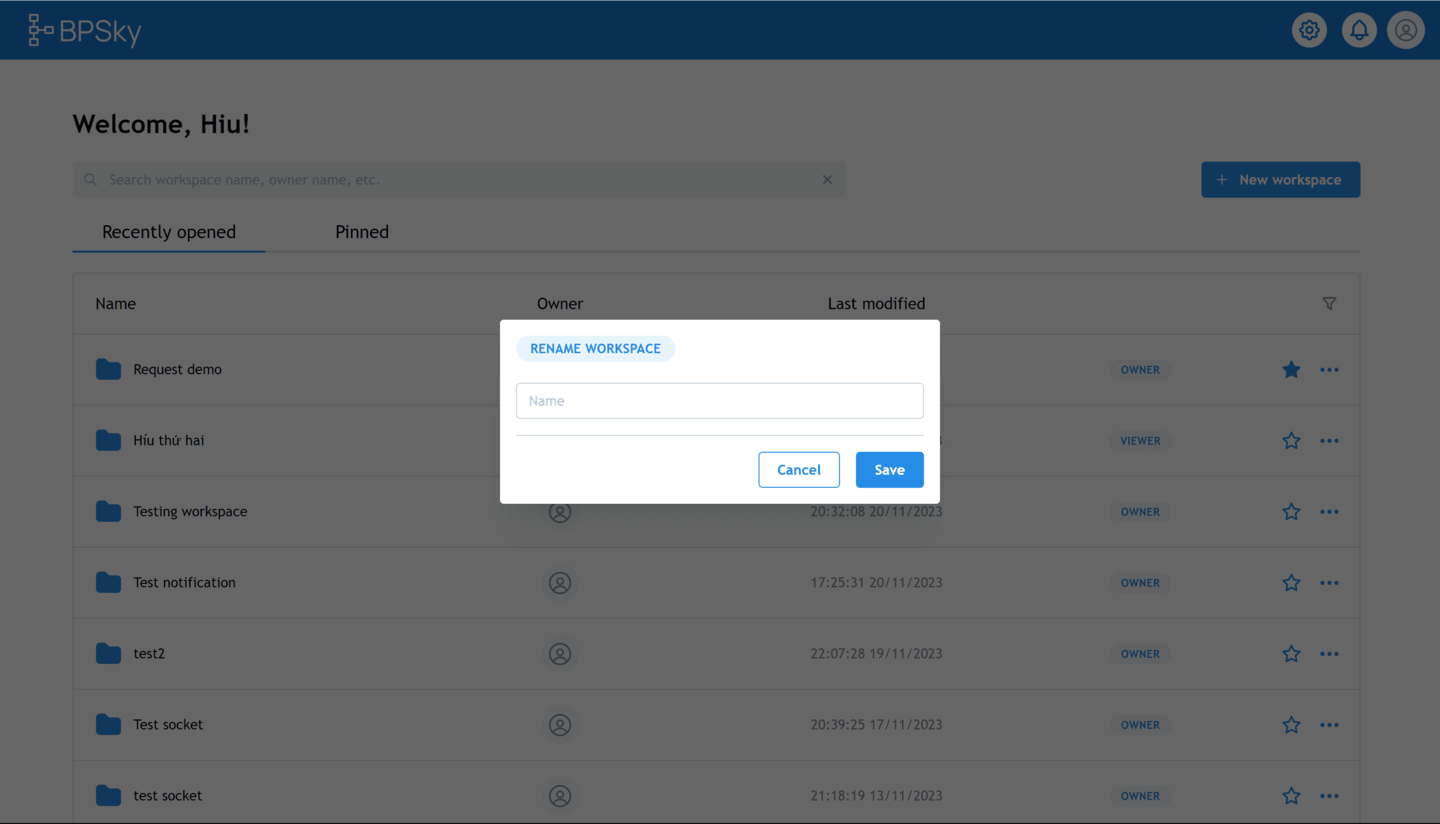 BPSky
Welcome, Hiu!
Search workspace name, owner name, etc.
New workspace
Recently opened Pinned
Name Owner Last modified
RENAME WORKSPACE
Name
Cancel Save
Request demo OWNER
Híu thứ hai VIEWER
Testing workspace 20:32:08 20/11/2023 OWNER
Test notification 17:25:31 20/11/2023 OWNER
test2 22:07:28 19/11/2023 OWNER
Test socket 20:39:25 17/11/2023 OWNER
test socket 21:18:19 13/11/2023 OWNER